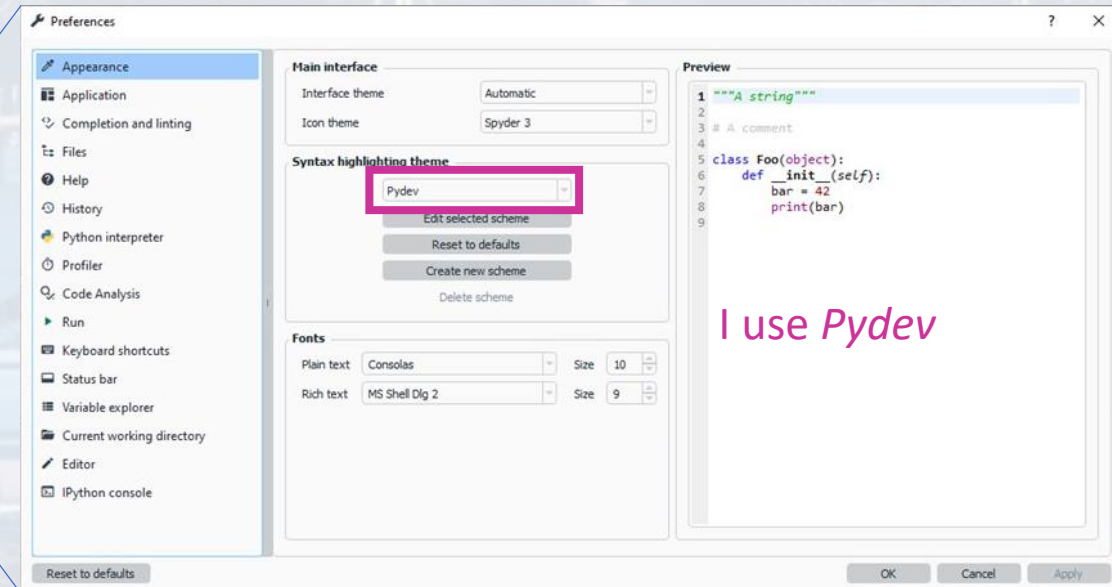 Preferences
? X
Appearance
Application
Completion and linting
Files
Help
History
Python interpreter
Profiler
Code Analysis
Run
Keyboard shortcuts
Status bar
Variable explorer
Current working directory
Editor
IPython console
Main interface
Interface theme Automatic
Icon theme Spyder 3
Syntax highlighting theme
Pydev
Edit selected scheme
Reset to defaults
Create new scheme
Delete scheme
Fonts
Plain text Consolas Size 10
Rich text MS Shell Dlg 2 Size 9
Preview
1 """A string"""
2
3 # A comment
4
5 class Foo(object):
6     def __init__(self):
7         bar = 42
8         print(bar)
9
I use Pydev
Reset to defaults
OK Cancel Apply